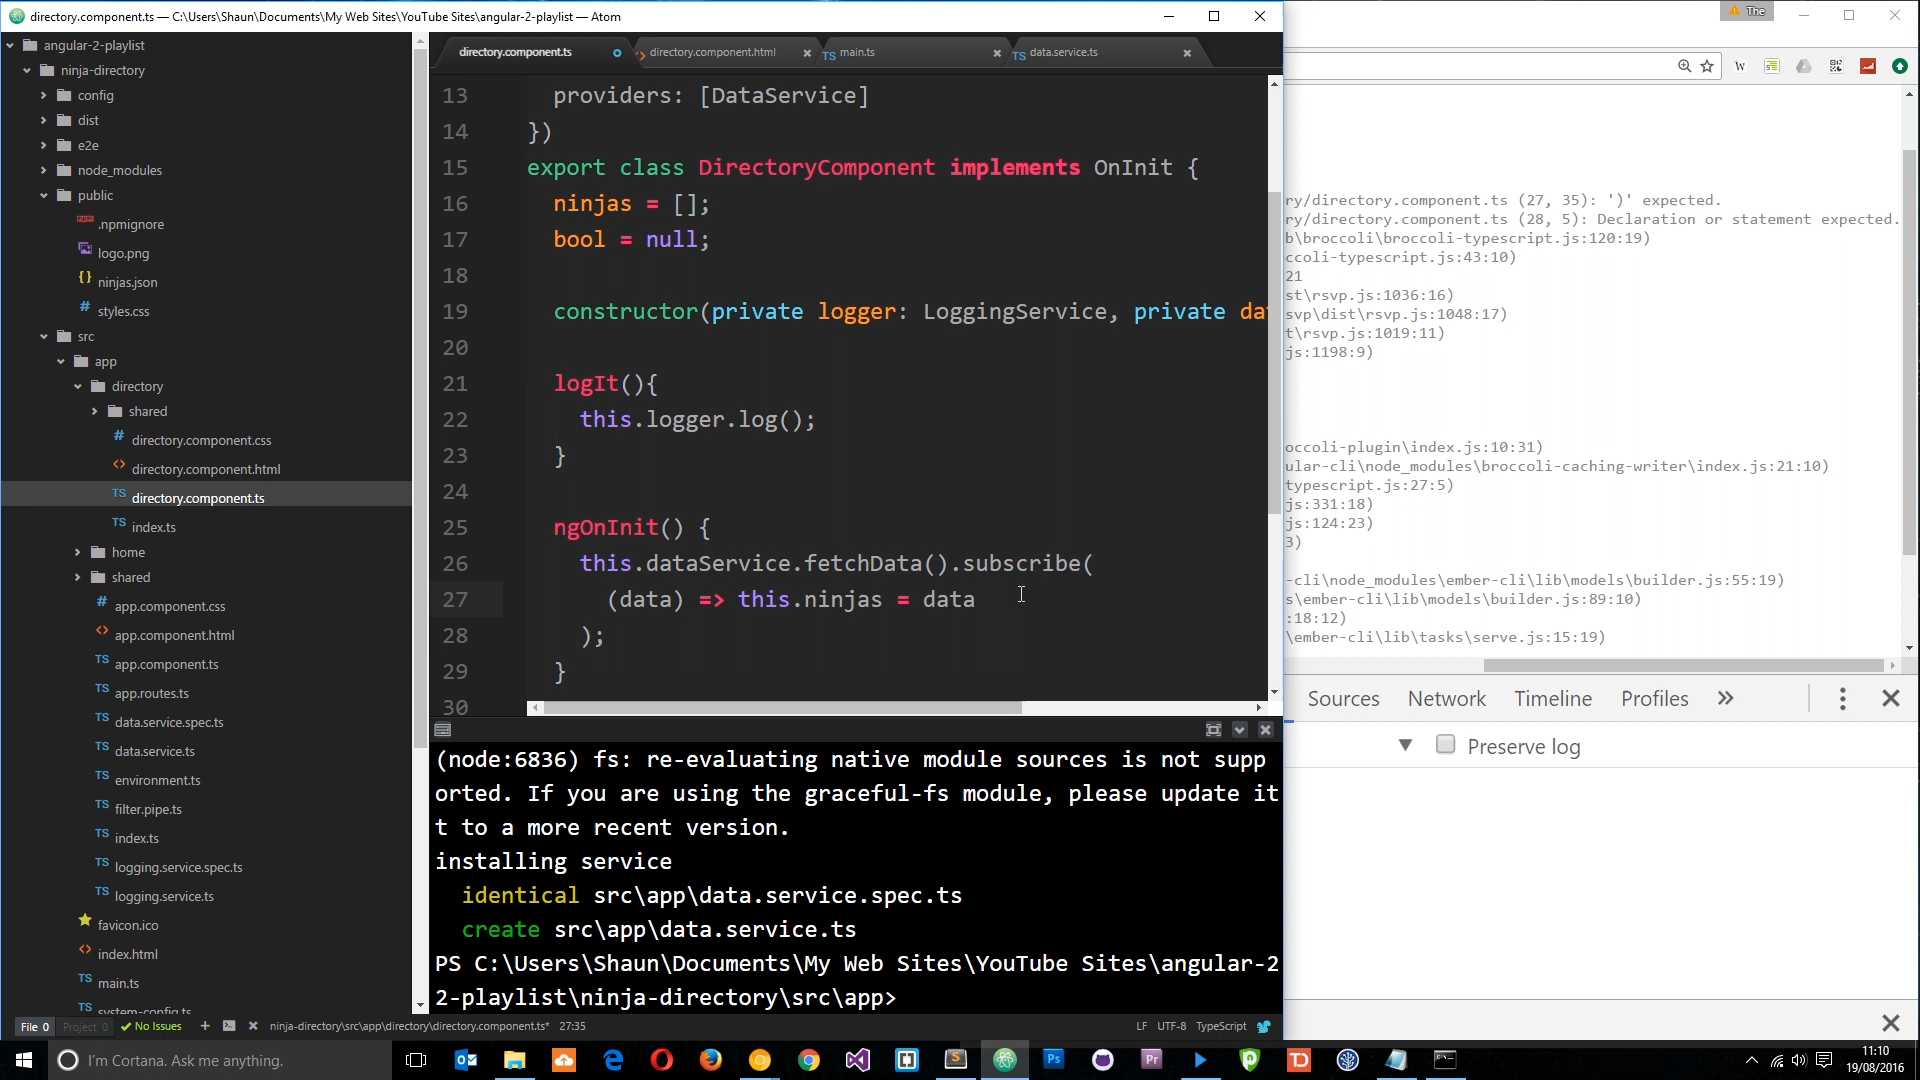 directory.component.ts — C:\Users\Shaun\Documents\My Web Sites\YouTube Sites\angular-2-playlist — Atom
The
angular-2-playlist
ninja-directory
config
dist
e2e
node_modules
public
.npmignore
logo.png
ninjas.json
styles.css
src
app
directory
shared
directory.component.css
directory.component.html
directory.component.ts
index.ts
home
shared
app.component.css
app.component.html
app.component.ts
app.routes.ts
data.service.spec.ts
data.service.ts
environment.ts
filter.pipe.ts
index.ts
logging.service.spec.ts
logging.service.ts
favicon.ico
index.html
main.ts
system-config.ts
directory.component.ts
directory.component.html
main.ts
data.service.ts
13 providers: [DataService]
14 })
15 export class DirectoryComponent implements OnInit {
16 ninjas = [];
17 bool = null;
18
19 constructor(private logger: LoggingService, private da
20
21 logIt(){
22 this.logger.log();
23 }
24
25 ngOnInit() {
26 this.dataService.fetchData().subscribe(
27 (data) => this.ninjas = data
28 );
29 }
30
(node:6836) fs: re-evaluating native module sources is not supp
orted. If you are using the graceful-fs module, please update it
t to a more recent version.
installing service
identical src\app\data.service.spec.ts
create src\app\data.service.ts
PS C:\Users\Shaun\Documents\My Web Sites\YouTube Sites\angular-2
2-playlist\ninja-directory\src\app>
File 0 Project 0 No Issues ninja-directory\src\app\directory\directory.component.ts* 27:35 LF UTF-8 TypeScript
ry/directory.component.ts (27, 35): ')' expected.
ry/directory.component.ts (28, 5): Declaration or statement expected.
b\broccoli\broccoli-typescript.js:120:19)
ccoli-typescript.js:43:10)
21
st\rsvp.js:1036:16)
svp\dist\rsvp.js:1048:17)
t\rsvp.js:1019:11)
js:1198:9)
occoli-plugin\index.js:10:31)
ular-cli\node_modules\broccoli-caching-writer\index.js:21:10)
typescript.js:27:5)
js:331:18)
js:124:23)
3)
-cli\node_modules\ember-cli\lib\models\builder.js:55:19)
s\ember-cli\lib\models\builder.js:89:10)
:18:12)
\ember-cli\lib\tasks\serve.js:15:19)
Sources Network Timeline Profiles
Preserve log
I'm Cortana. Ask me anything.
11:10
19/08/2016